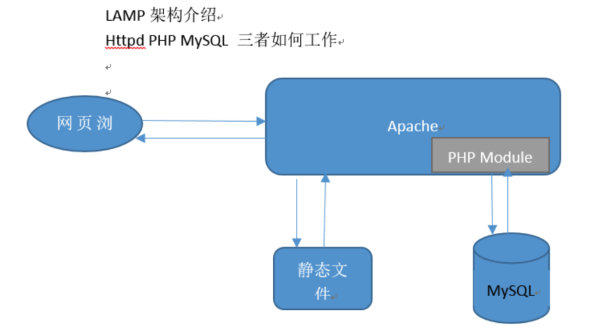 LAMP 架构介绍
Httpd PHP MySQL 三者如何工作
网页浏
Apache
PHP Module
静态文
件
MySQL